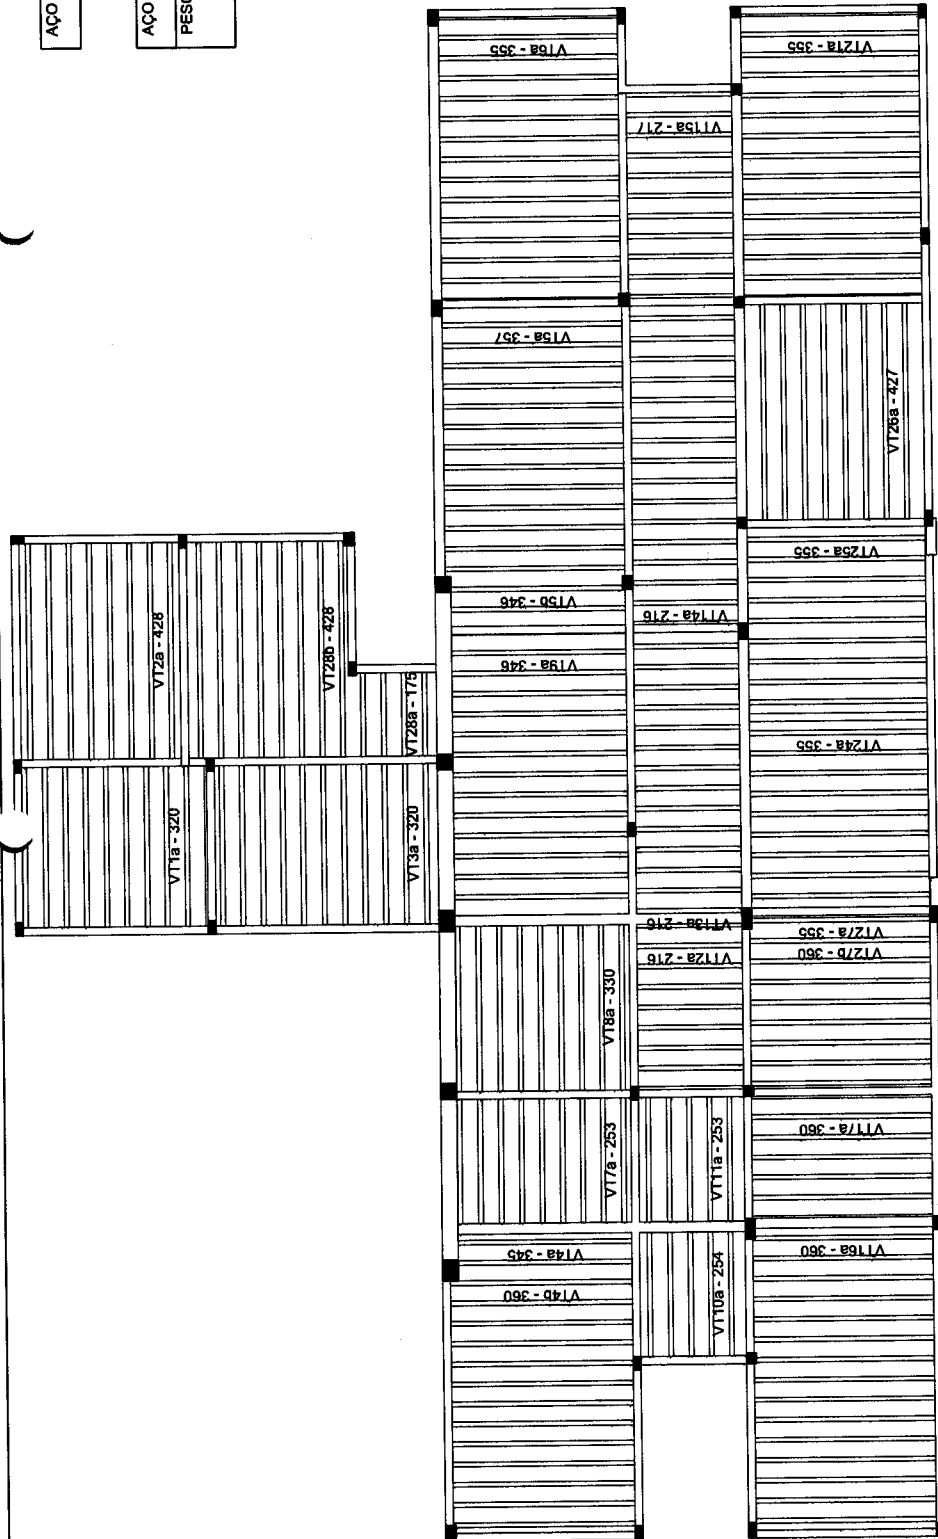 AÇO
AÇO
VT6a - 355
VT21a - 355
VT15a - 217
VT5a - 357
VT26a - 427
VT25a - 355
VT2a - 428
VT28b - 428
VT5b - 346
VT14a - 216
VT9a - 346
VT28a - 175
VT24a - 355
VT1a - 320
VT3a - 320
VT13a - 216
VT27a - 355
VT27b - 360
VT12a - 216
VT8a - 330
VT17a - 360
VT7a - 253
VT11a - 253
VT4a - 345
VT16a - 360
VT4b - 360
VT10a - 254